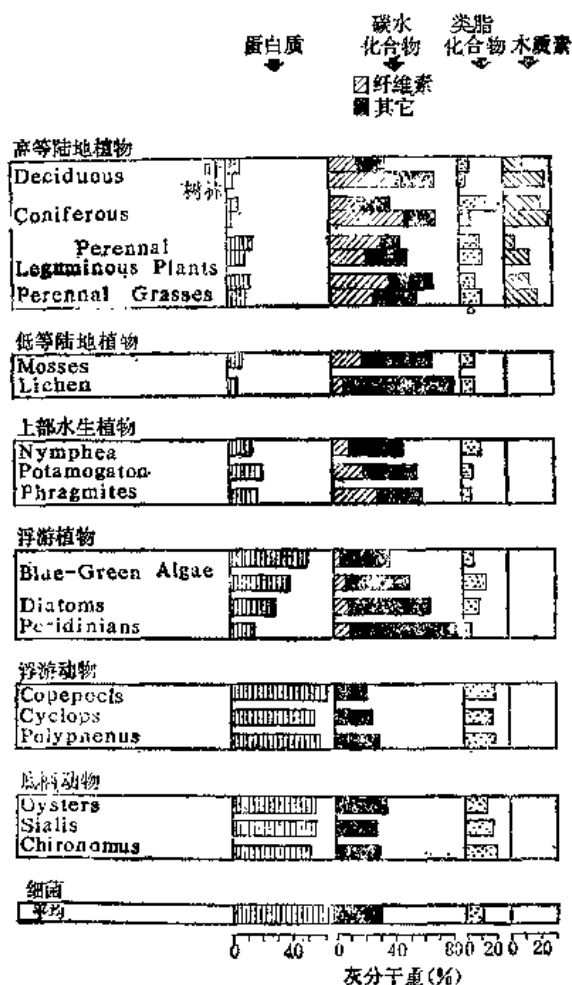 蛋白质 碳水 类脂 木质素
化合物 化合物
纤维素
其它
高等陆地植物
叶
Deciduous
树
Coniferous
Perennal
Leguminous Plants
Perennal Grasses
低等陆地植物
Mosses
Lichen
上部水生植物
Nymphea
Potamogaton
Phragmites
浮游植物
Blue-Green Algae
Diatoms
Peridinians
浮游动物
Copepocis
Cyclops
Polyphenus
底栖动物
Oysters
Sialis
Chironomus
细菌
平均
0 40 0 40 80 0 20 0 20
灰分干重(%)